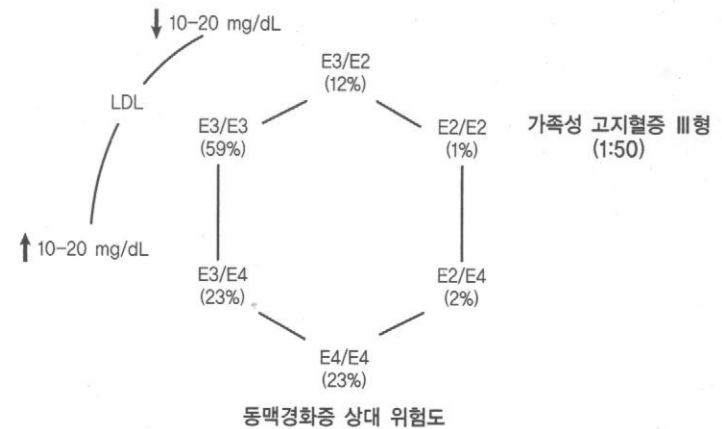 ↓ 10-20 mg/dL
LDL
↑ 10-20 mg/dL
E3/E2
(12%)
E3/E3
(59%)
E2/E2
(1%)
가족성 고지혈증 Ⅲ형
(1:50)
E3/E4
(23%)
E2/E4
(2%)
E4/E4
(23%)
동맥경화증 상대 위험도